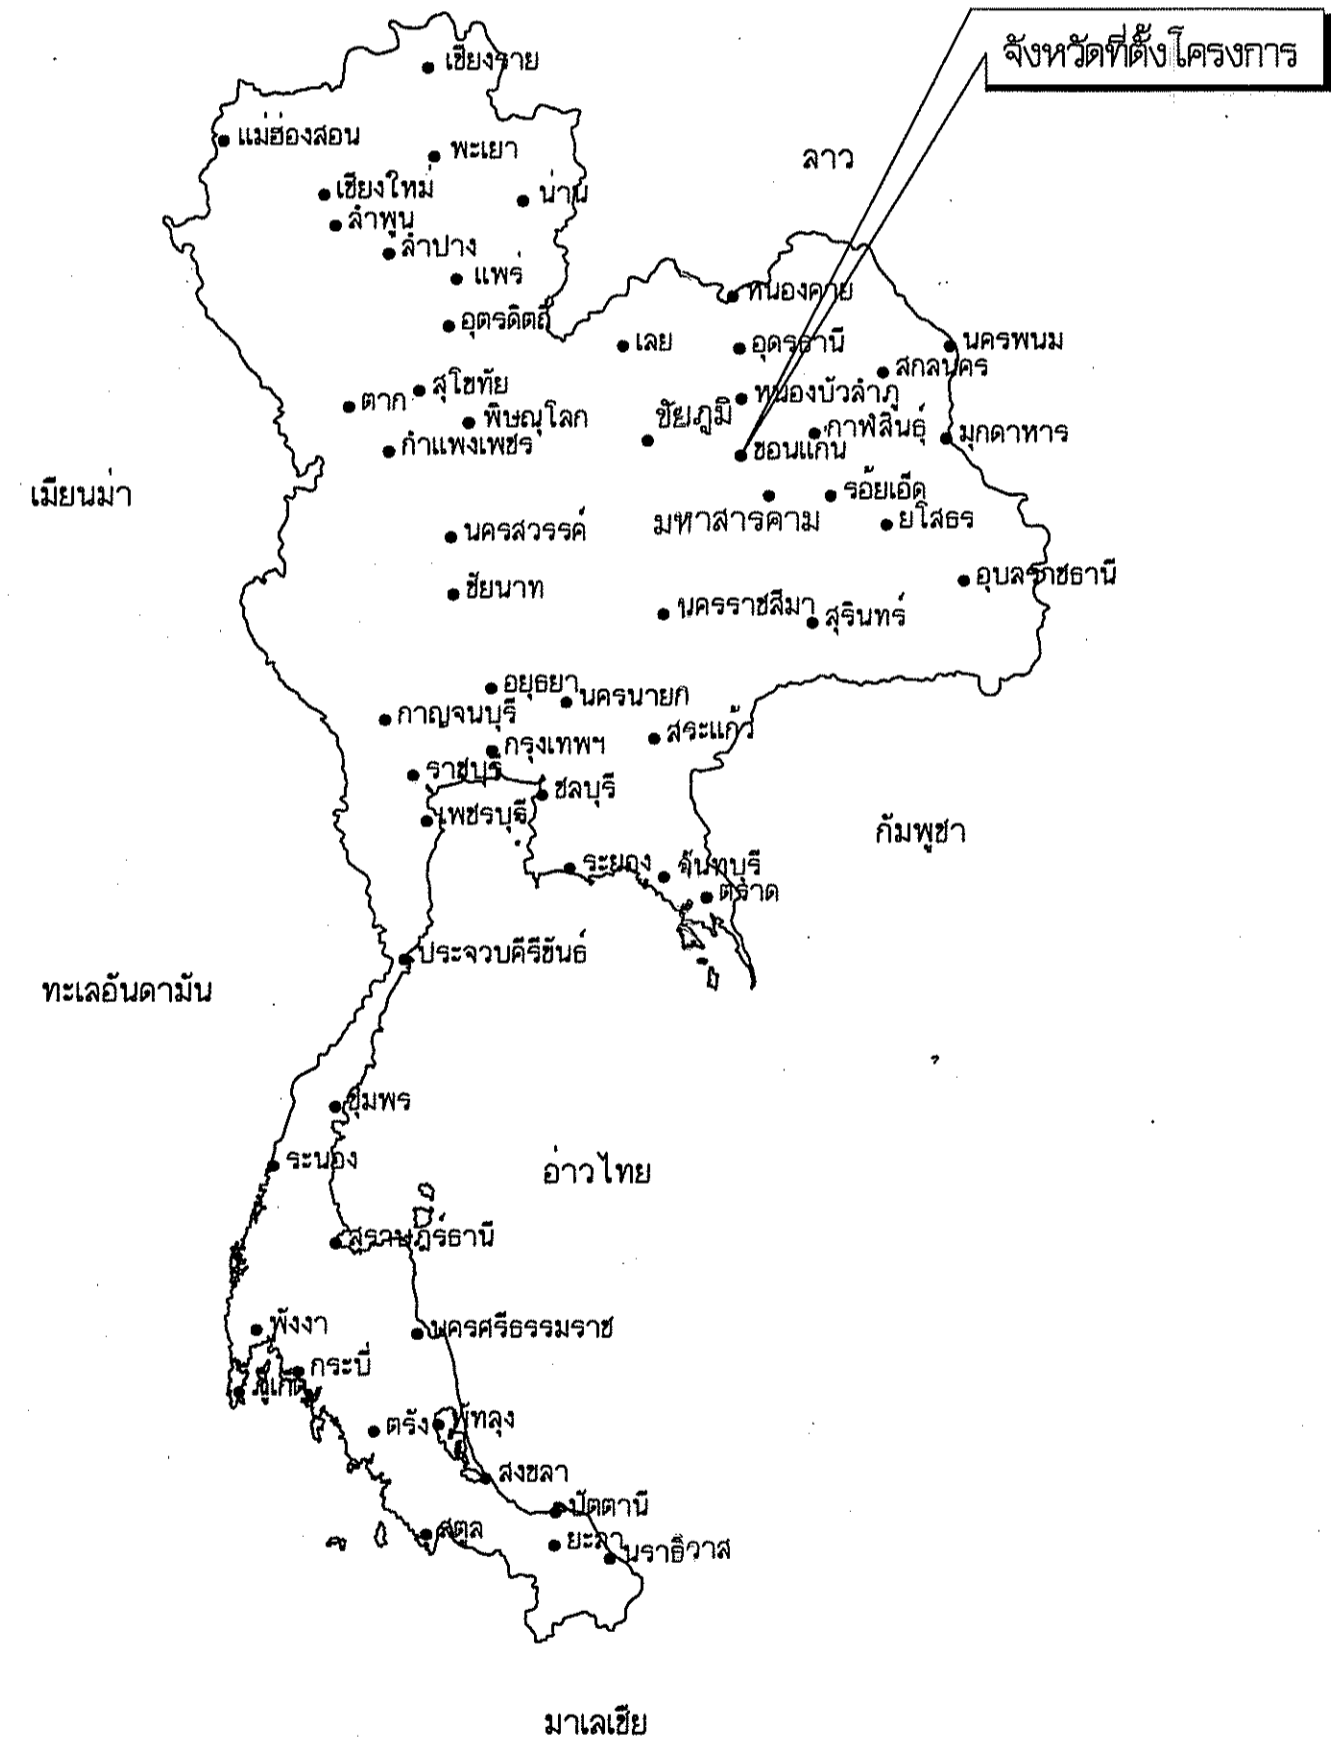 จังหวัดที่ตั้งโครงการ
เชียงราย
แม่ฮ่องสอน
พะเยา
ลาว
เชียงใหม่
น่าน
ลำพูน
ลำปาง
แพร่
หนองคาย
อุตรดิตถ์
เลย
อุดรธานี
นครพนม
สกลนคร
สุโขทัย
ตาก
หนองบัวลำภู
พิษณุโลก
ชัยภูมิ
กาฬสินธุ์
มุกดาหาร
กำแพงเพชร
ขอนแก่น
เมียนม่า
รอ้ยเอ็ด
มหาสารคาม
ยโสธร
นครสวรรค์
อุบลราชธานี
ชัยนาท
นครราชสีมา
สุรินทร์
อยุธยา
นครนายก
กาญจนบุรี
สระแก้ว
กรุงเทพฯ
ราชบุรี
ชลบุรี
เพชรบุรี
กัมพูชา
ระยอง
จันทบุรี
ตราด
ประจวบคีรีขันธ์
ทะเลอันดามัน
ชุมพร
ระนอง
อ่าวไทย
สุราษฎร์ธานี
พังงา
นครศรีธรรมราช
กระบี่
ภูเก็ต
ตรัง
พัทลุง
สงขลา
ปัตตานี
สตูล
ยะลา
นราธิวาส
มาเลเซีย